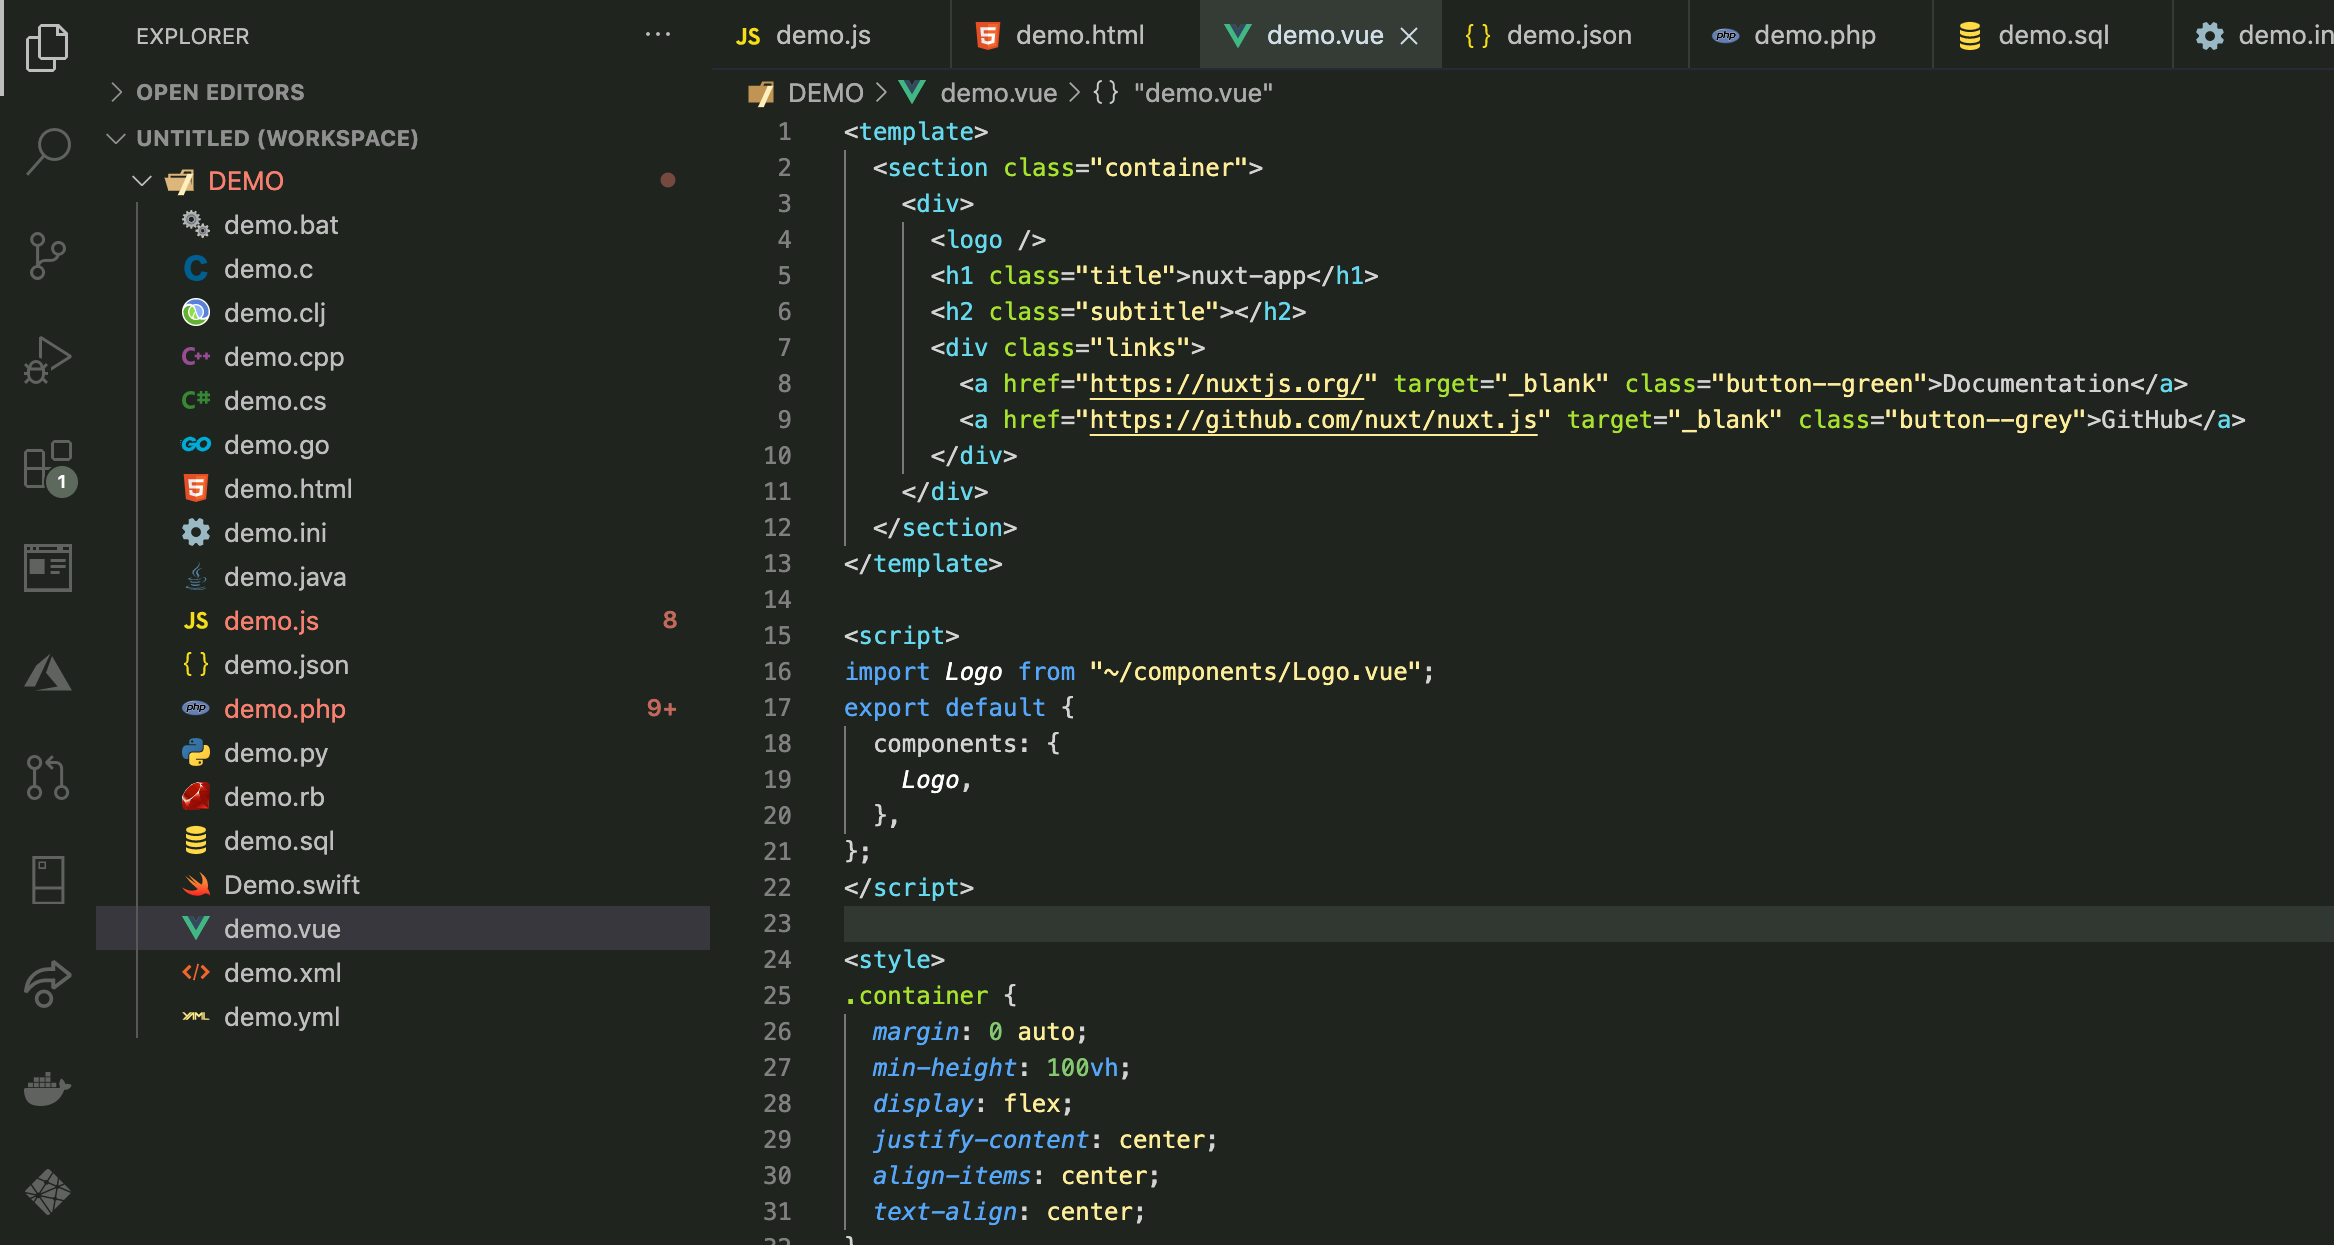 EXPLORER
OPEN EDITORS
UNTITLED (WORKSPACE)
DEMO
demo.bat
C demo.c
demo.clj
C++ demo.cpp
C# demo.cs
GO demo.go
5 demo.html
demo.ini
demo.java
JS demo.js 8
{} demo.json
php demo.php 9+
demo.py
demo.rb
demo.sql
Demo.swift
demo.vue
</> demo.xml
YAML demo.yml
1
JS demo.js 5 demo.html demo.vue × {} demo.json php demo.php demo.sql demo.in
DEMO > demo.vue > {} "demo.vue"
1 <template>
2 <section class="container">
3 <div>
4 <logo />
5 <h1 class="title">nuxt-app</h1>
6 <h2 class="subtitle"></h2>
7 <div class="links">
8 <a href="https://nuxtjs.org/" target="_blank" class="button--green">Documentation</a>
9 <a href="https://github.com/nuxt/nuxt.js" target="_blank" class="button--grey">GitHub</a>
10 </div>
11 </div>
12 </section>
13 </template>
14
15 <script>
16 import Logo from "~/components/Logo.vue";
17 export default {
18 components: {
19 Logo,
20 },
21 };
22 </script>
23
24 <style>
25 .container {
26 margin: 0 auto;
27 min-height: 100vh;
28 display: flex;
29 justify-content: center;
30 align-items: center;
31 text-align: center;